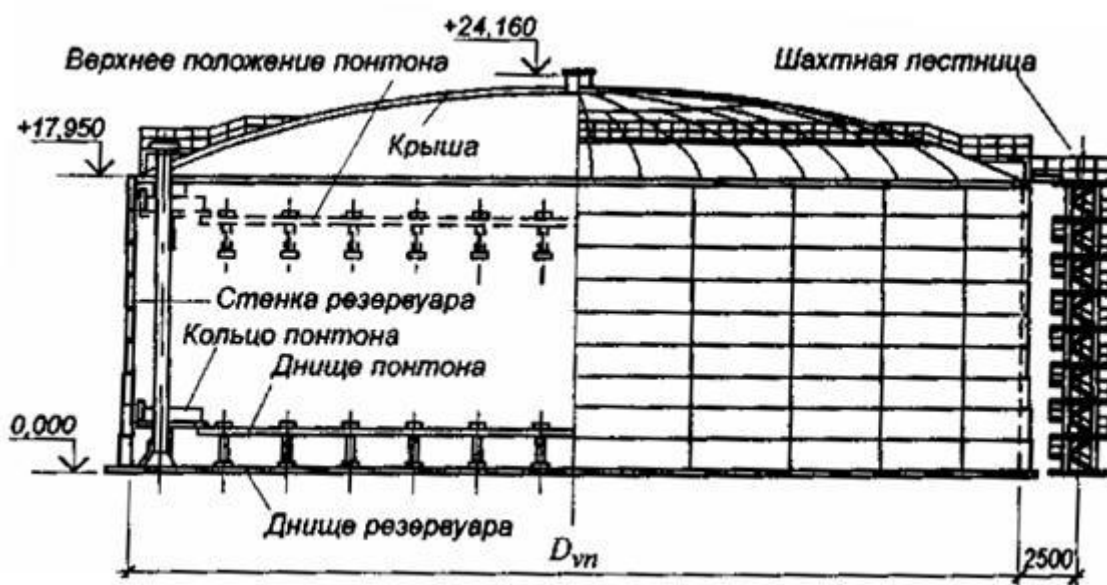 +24,160
Верхнее положение понтона
Шахтная лестница
+17,950
Крыша
Стенка резервуара
Кольцо понтона
Днище понтона
0,000
Днище резервуара
D_vn
2500